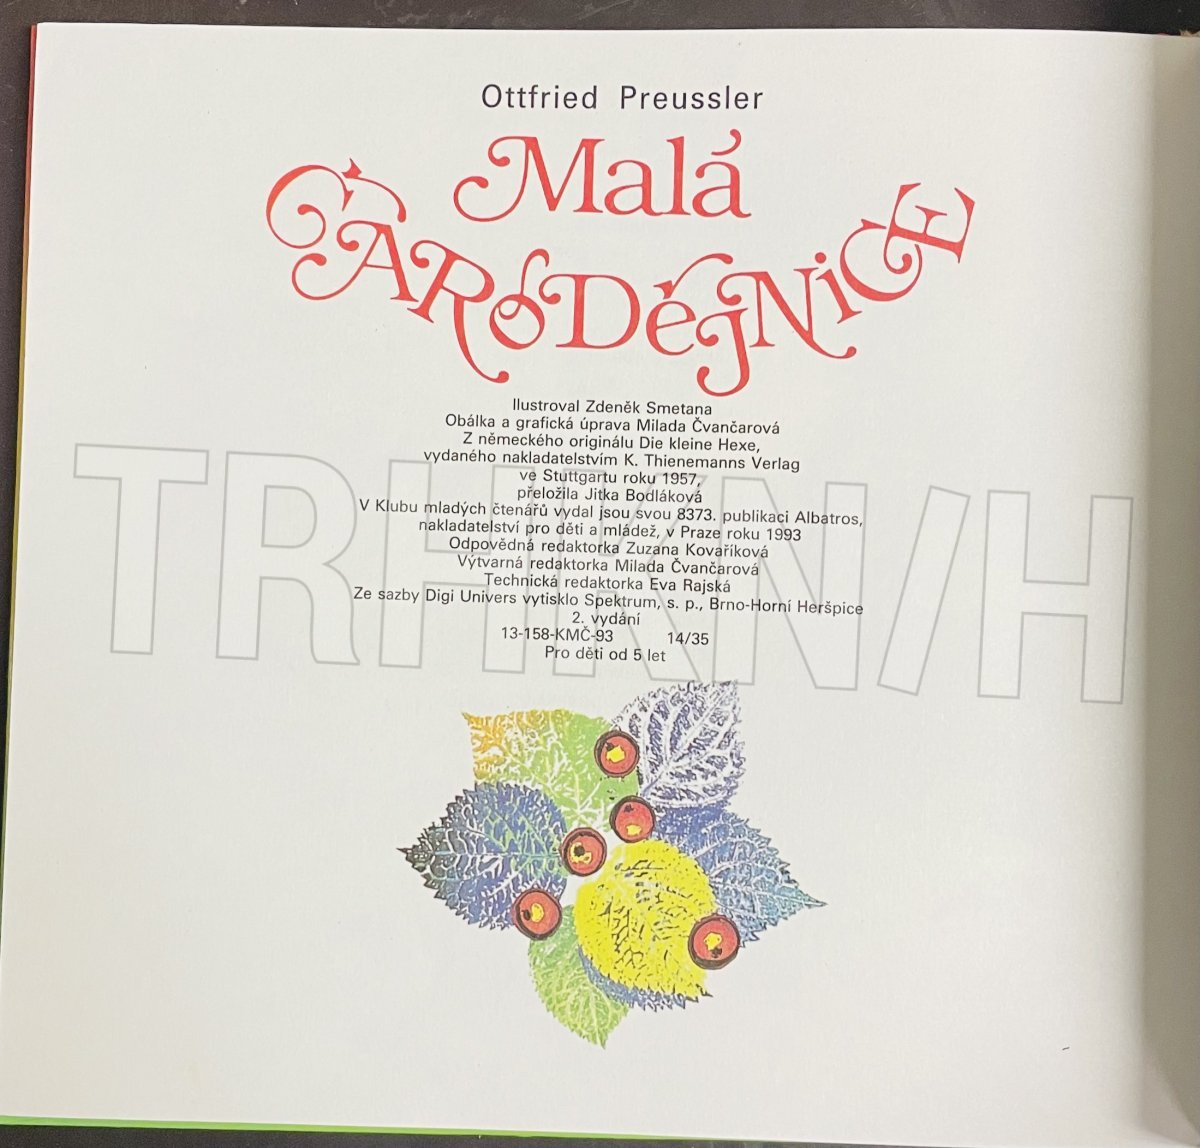 Ottfried Preussler
Malá
ČARODĚJNiCE
Ilustroval Zdeněk Smetana
Obálka a grafická úprava Milada Čvančarová
Z německého originálu Die kleine Hexe,
vydaného nakladatelstvím K. Thienemanns Verlag
ve Stuttgartu roku 1957,
přeložila Jitka Bodláková
V Klubu mladých čtenářů vydal jsou svou 8373. publikaci Albatros,
nakladatelství pro děti a mládež, v Praze roku 1993
Odpovědná redaktorka Zuzana Kovaříková
Výtvarná redaktorka Milada Čvančarová
Technická redaktorka Eva Rajská
Ze sazby Digi Univers vytisklo Spektrum, s. p., Brno-Horní Heršpice
2. vydání
13-158-KMČ-93 14/35
Pro děti od 5 let
TRHKN/H